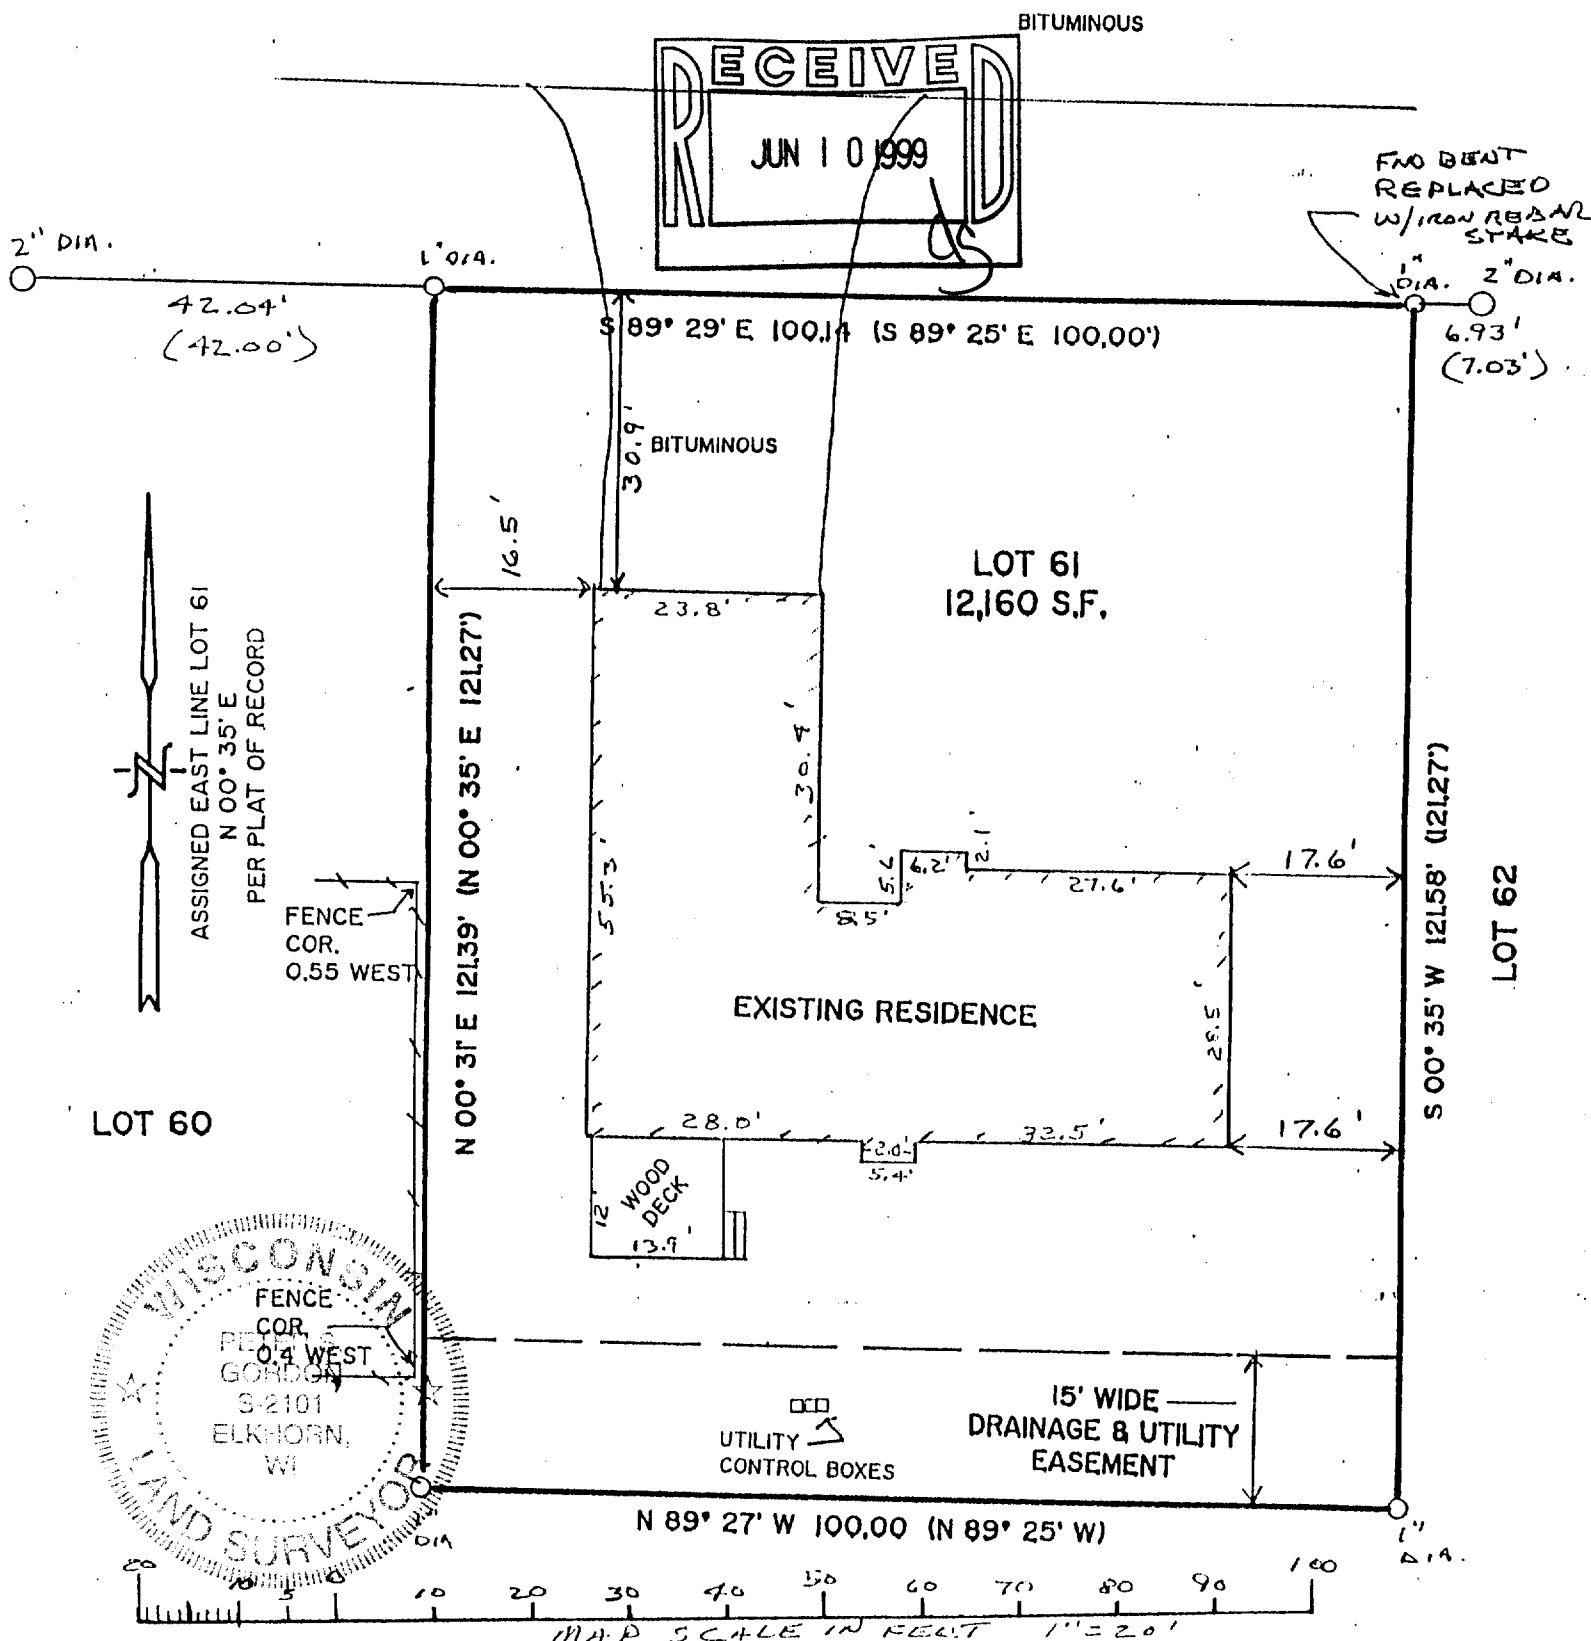 BITUMINOUS
RECEIVED
JUN 10 1999
FND BENT
REPLACED
W/IRON REBAR
STAKE
2" DIA.
1" DIA.
1"
DIA.
2" DIA.
42.04'
(42.00')
S 89° 29' E 100.14 (S 89° 25' E 100.00')
6.93'
(7.03')
30.9'
BITUMINOUS
16.5'
LOT 61
12,160 S.F.
23.8'
ASSIGNED EAST LINE LOT 61
N 00° 35' E
PER PLAT OF RECORD
N
N 00° 31' E 121.39' (N 00° 35' E 121.27')
30.4'
S 00° 35' W 121.58' (121.27')
LOT 62
55.3'
5.6'
6.2'
2.1'
27.6'
17.6'
8.5'
FENCE
COR.
0.55 WEST
EXISTING RESIDENCE
28.5'
LOT 60
28.0'
2.0'
5.4'
32.5'
17.6'
WOOD
DECK
12'
13.9'
WISCONSIN
FENCE
COR.
0.4 WEST
PETER S.
GORDON
S-2101
ELKHORN,
WI
LAND SURVEYOR
15' WIDE
DRAINAGE & UTILITY
EASEMENT
UTILITY
CONTROL BOXES
N 89° 27' W 100.00 (N 89° 25' W)
DIA
1"
DIA.
20 10 5 0 10 20 30 40 50 60 70 80 90 100
MAP SCALE IN FEET 1"=20'